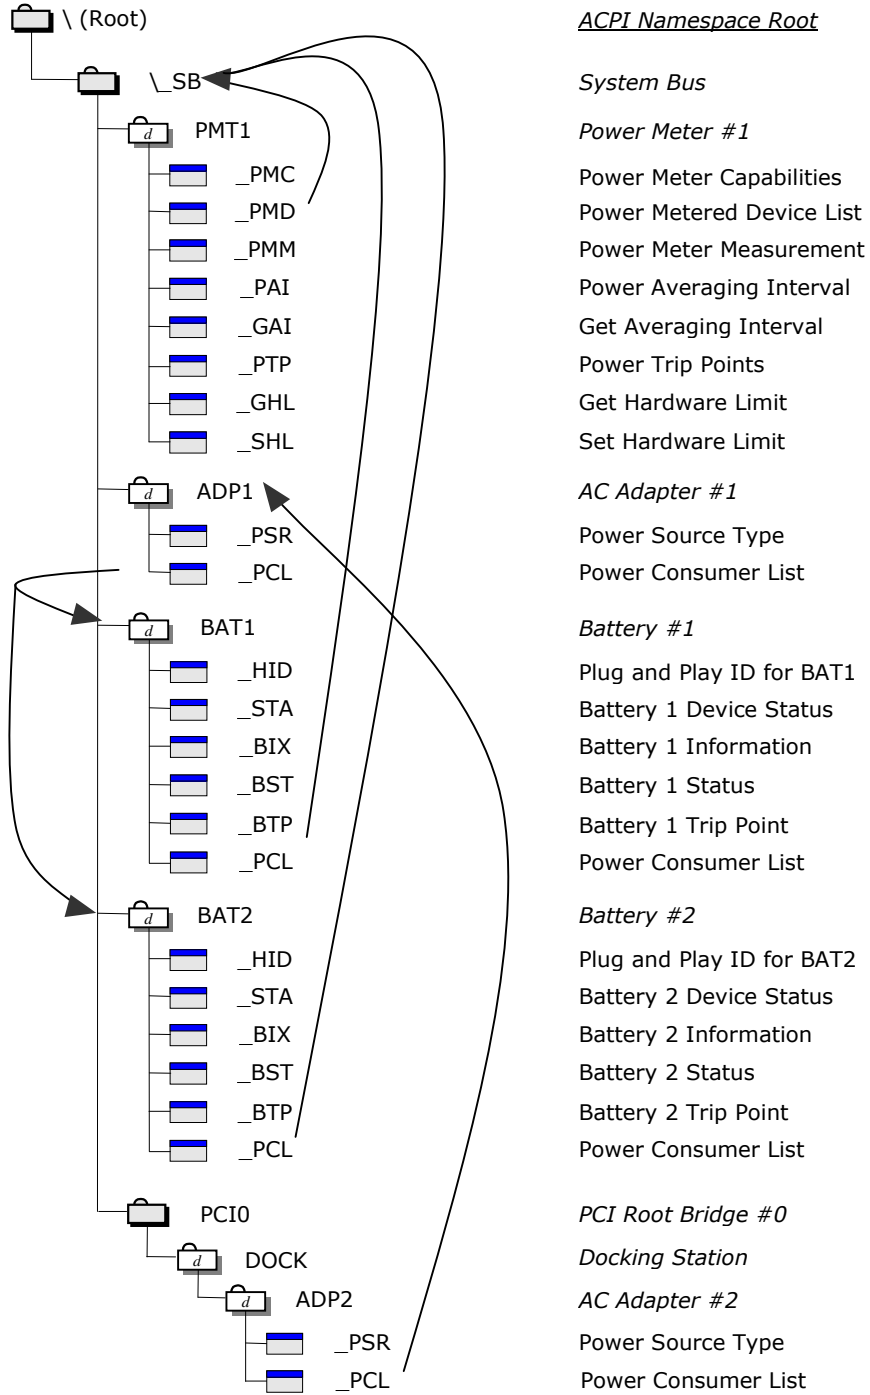 \ (Root) ACPI Namespace Root
\_SB System Bus
d PMT1 Power Meter #1
_PMC Power Meter Capabilities
_PMD Power Metered Device List
_PMM Power Meter Measurement
_PAI Power Averaging Interval
_GAI Get Averaging Interval
_PTP Power Trip Points
_GHL Get Hardware Limit
_SHL Set Hardware Limit
d ADP1 AC Adapter #1
_PSR Power Source Type
_PCL Power Consumer List
d BAT1 Battery #1
_HID Plug and Play ID for BAT1
_STA Battery 1 Device Status
_BIX Battery 1 Information
_BST Battery 1 Status
_BTP Battery 1 Trip Point
_PCL Power Consumer List
d BAT2 Battery #2
_HID Plug and Play ID for BAT2
_STA Battery 2 Device Status
_BIX Battery 2 Information
_BST Battery 2 Status
_BTP Battery 2 Trip Point
_PCL Power Consumer List
PCI0 PCI Root Bridge #0
d DOCK Docking Station
d ADP2 AC Adapter #2
_PSR Power Source Type
_PCL Power Consumer List